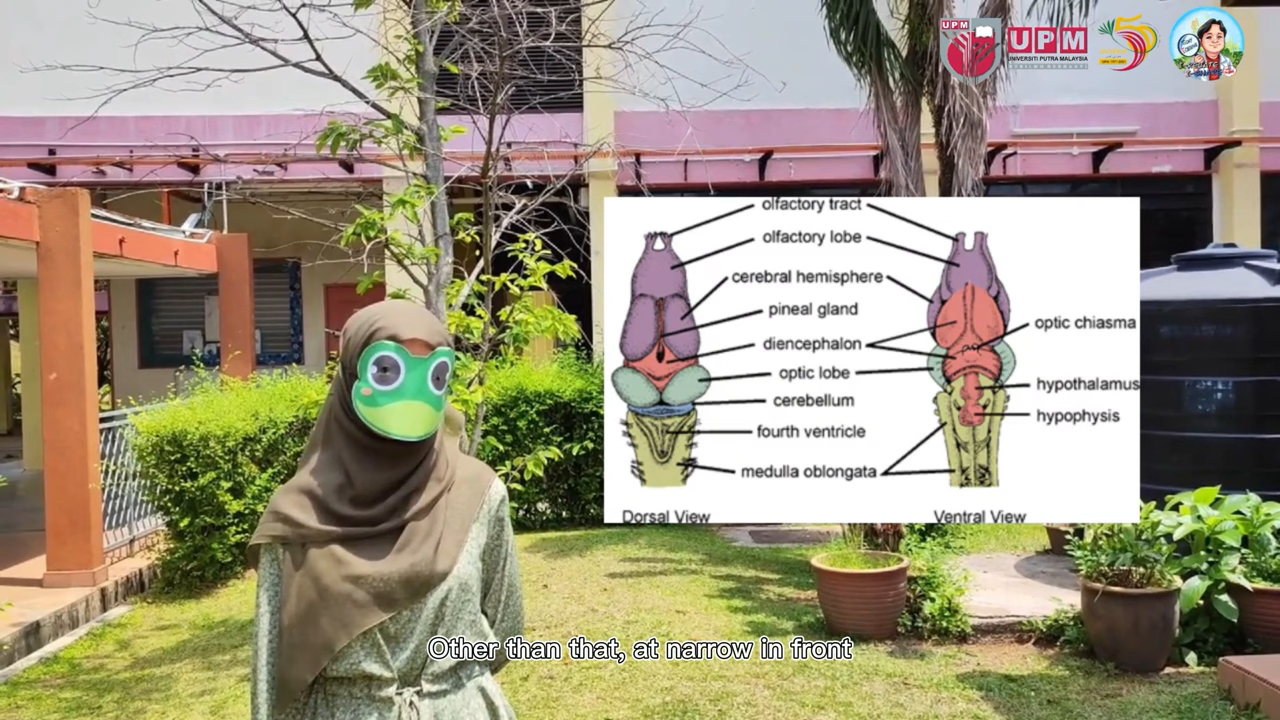 UPM
UPM
UNIVERSITI PUTRA MALAYSIA
olfactory tract
olfactory lobe
cerebral hemisphere
pineal gland
optic chiasma
diencephalon
optic lobe
hypothalamus
cerebellum
hypophysis
fourth ventricle
medulla oblongata
Dorsal View
Ventral View
Other than that, at narrow in front